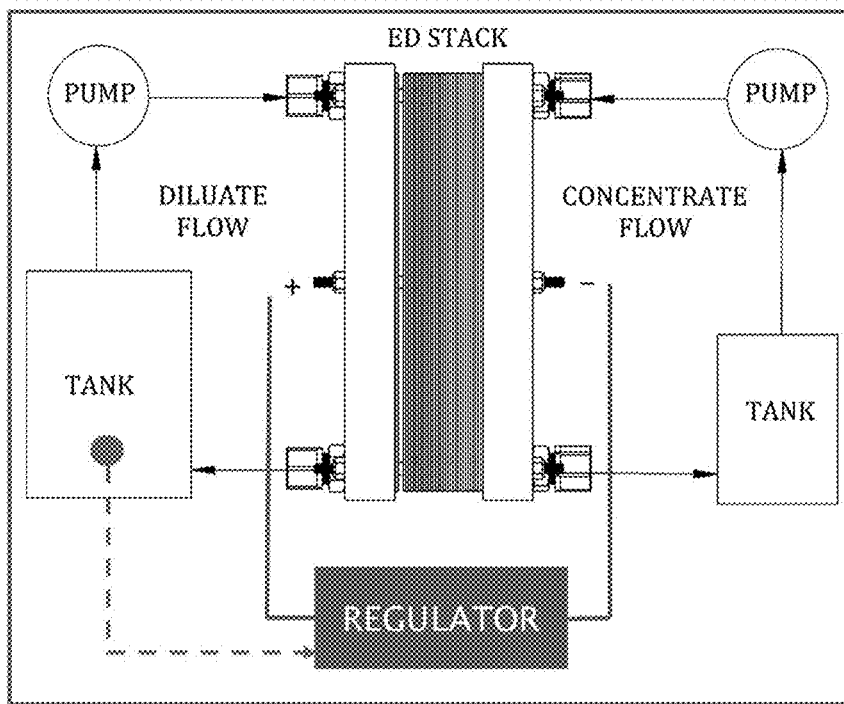 ED STACK
PUMP
PUMP
DILUATE
FLOW
CONCENTRATE
FLOW
+
−
TANK
TANK
REGULATOR